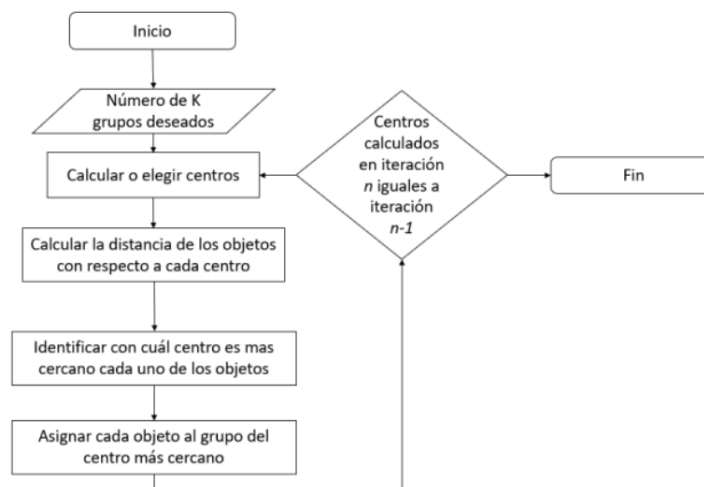 Inicio
Número de K
grupos deseados
Calcular o elegir centros
Calcular la distancia de los objetos
con respecto a cada centro
Identificar con cuál centro es mas
cercano cada uno de los objetos
Asignar cada objeto al grupo del
centro más cercano
Centros
calculados
en iteración
n iguales a
iteración
n-1
Fin